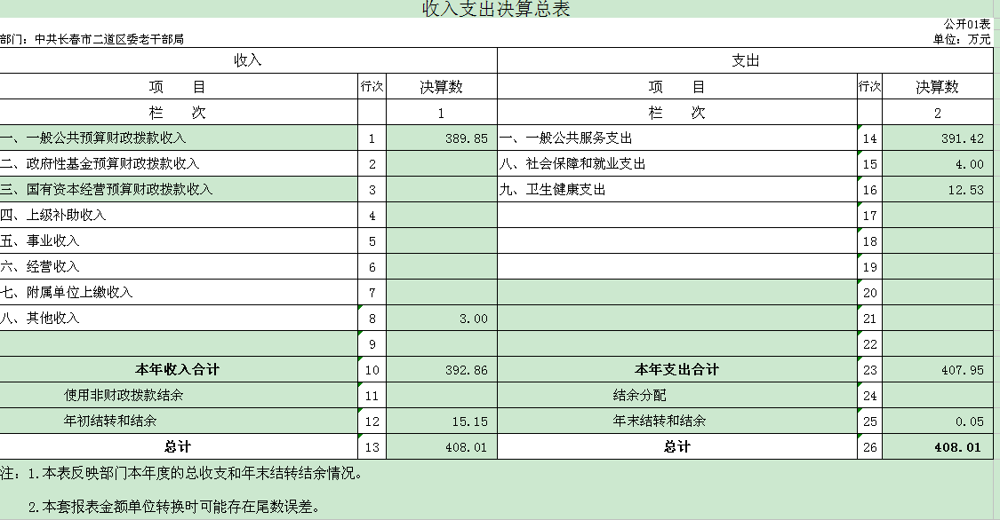 收入支出决算总表
公开01表
部门：中共长春市二道区委老干部局 单位：万元
收入 支出
项 目 行次 决算数 项 目 行次 决算数
栏 次 1 栏 次 2
一、一般公共预算财政拨款收入 1 389.85 一、一般公共服务支出 14 391.42
二、政府性基金预算财政拨款收入 2 八、社会保障和就业支出 15 4.00
三、国有资本经营预算财政拨款收入 3 九、卫生健康支出 16 12.53
四、上级补助收入 4 17
五、事业收入 5 18
六、经营收入 6 19
七、附属单位上缴收入 7 20
八、其他收入 8 3.00 21
9 22
本年收入合计 10 392.86 本年支出合计 23 407.95
使用非财政拨款结余 11 结余分配 24
年初结转和结余 12 15.15 年末结转和结余 25 0.05
总计 13 408.01 总计 26 408.01
注：1.本表反映部门本年度的总收支和年末结转结余情况。
2.本套报表金额单位转换时可能存在尾数误差。